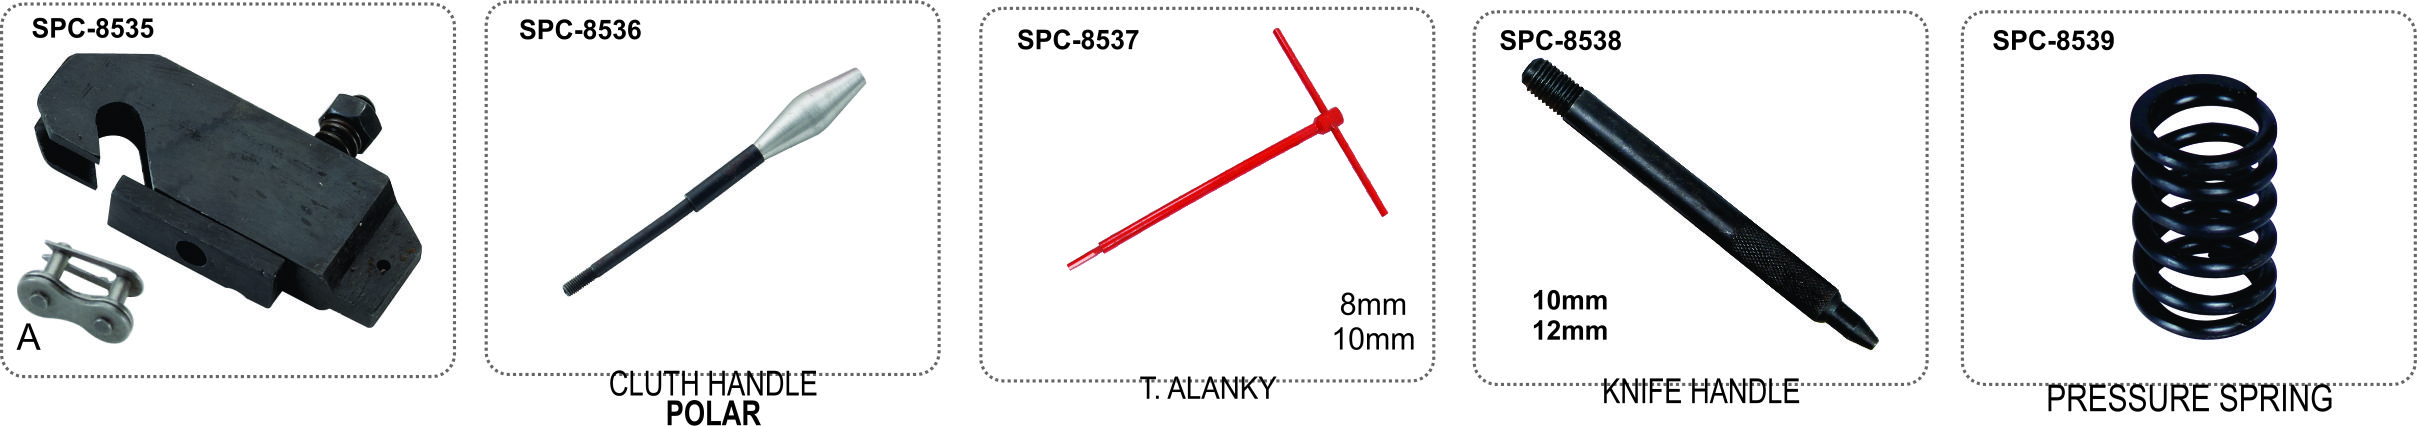 SPC-8535
A
SPC-8536
CLUTH HANDLE
POLAR
SPC-8537
8mm
10mm
T. ALANKY
SPC-8538
10mm
12mm
KNIFE HANDLE
SPC-8539
PRESSURE SPRING